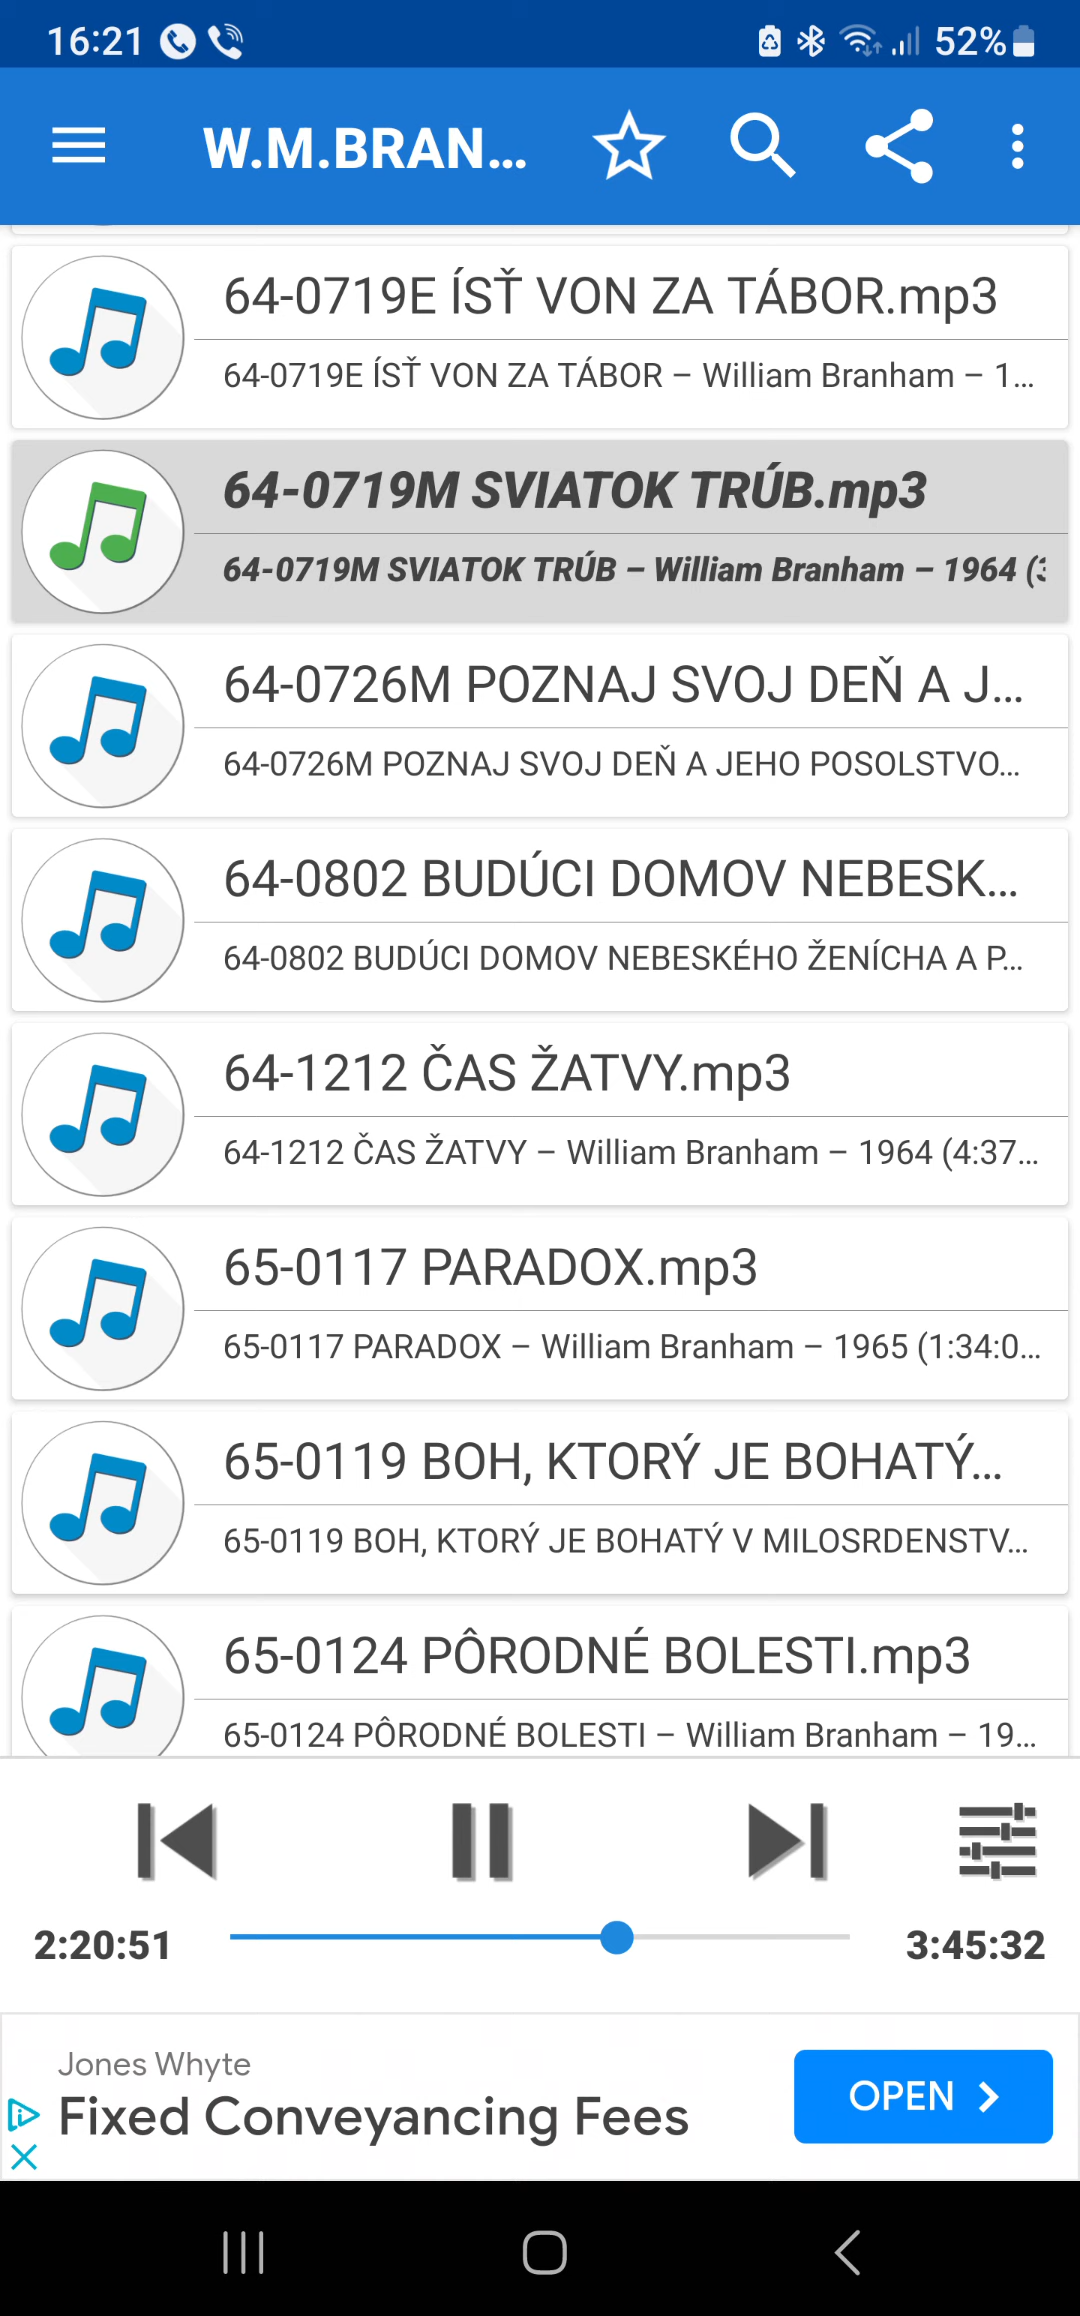 16:21
52%
W.M.BRAN...
64-0719E ÍSŤ VON ZA TÁBOR.mp3
64-0719E ÍSŤ VON ZA TÁBOR – William Branham – 1...
64-0719M SVIATOK TRÚB.mp3
64-0719M SVIATOK TRÚB – William Branham – 1964 (3
64-0726M POZNAJ SVOJ DEŇ A J...
64-0726M POZNAJ SVOJ DEŇ A JEHO POSOLSTVO...
64-0802 BUDÚCI DOMOV NEBESK...
64-0802 BUDÚCI DOMOV NEBESKÉHO ŽENÍCHA A P...
64-1212 ČAS ŽATVY.mp3
64-1212 ČAS ŽATVY – William Branham – 1964 (4:37...
65-0117 PARADOX.mp3
65-0117 PARADOX – William Branham – 1965 (1:34:0...
65-0119 BOH, KTORÝ JE BOHATÝ...
65-0119 BOH, KTORÝ JE BOHATÝ V MILOSRDENSTV...
65-0124 PÔRODNÉ BOLESTI.mp3
65-0124 PÔRODNÉ BOLESTI – William Branham – 19...
2:20:51
3:45:32
Jones Whyte
Fixed Conveyancing Fees
OPEN